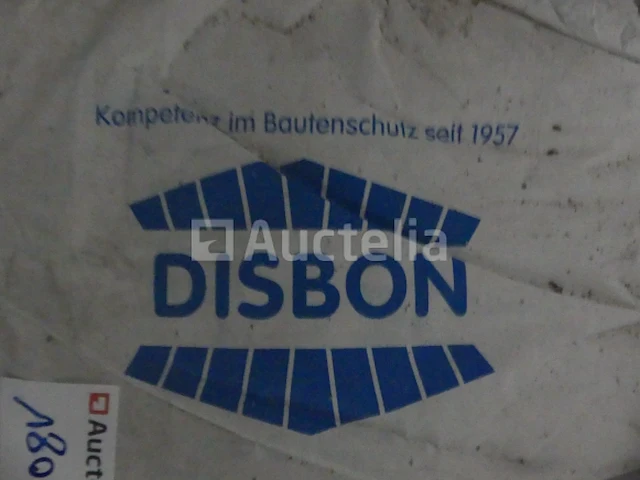 Kompetenz im Bautenschutz seit 1957
Auctelia
DISBON
180
Auct